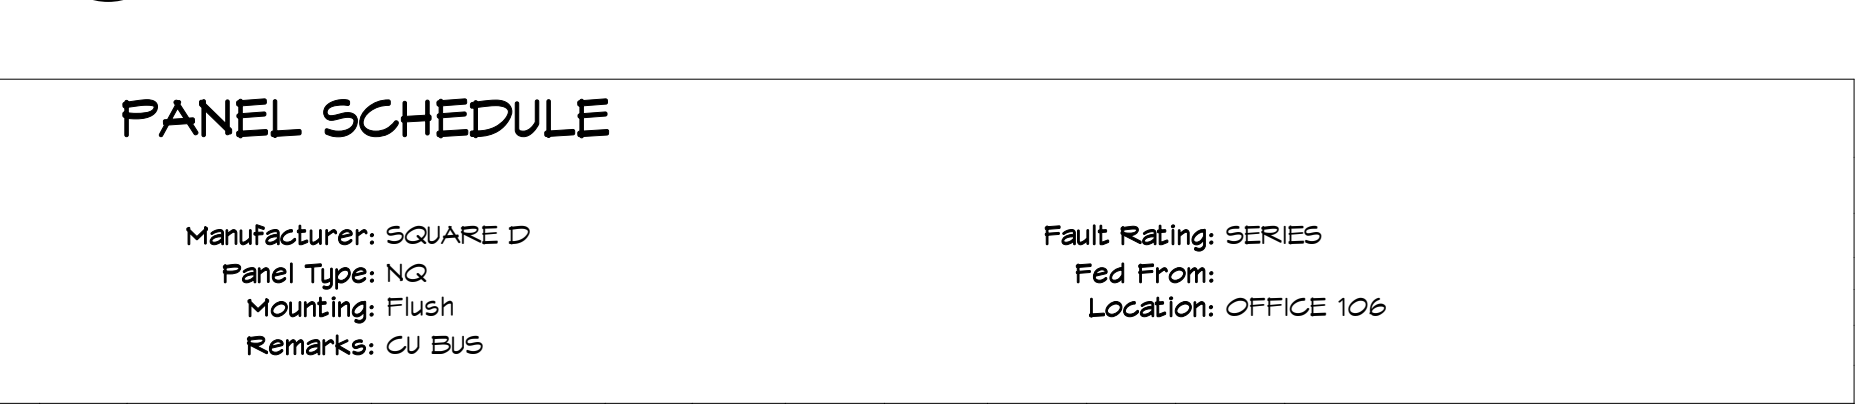 PANEL SCHEDULE
Manufacturer: SQUARE D
Panel Type: NQ
Mounting: Flush
Remarks: CU BUS
Fault Rating: SERIES
Fed From:
Location: OFFICE 106